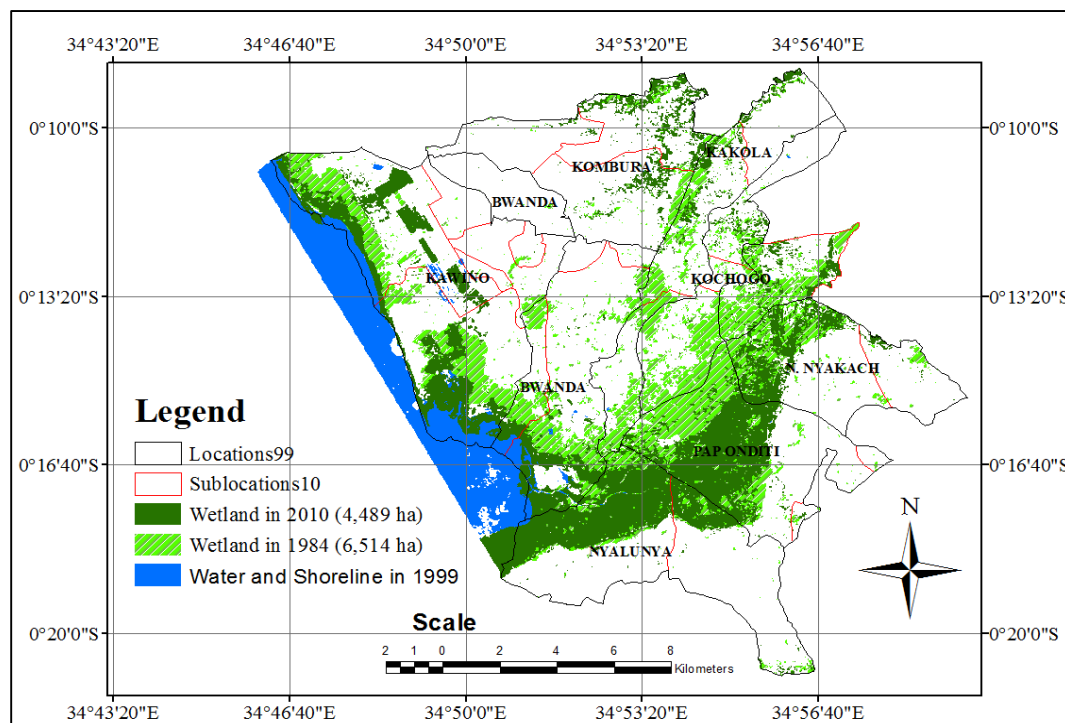 34°43'20"E 34°46'40"E 34°50'0"E 34°53'20"E 34°56'40"E
0°10'0"S 0°10'0"S
KAKOLA
KOMBURA
BWANDA
KAWINO KOCHOGO
0°13'20"S 0°13'20"S
N. NYAKACH
BWANDA
Legend
Locations99
PAP ONDITI
0°16'40"S 0°16'40"S
Sublocations10
Wetland in 2010 (4,489 ha)
N
Wetland in 1984 (6,514 ha)
NYALUNYA
Water and Shoreline in 1999
Scale
0°20'0"S 0°20'0"S
2 1 0 2 4 6 8
Kilometers
34°43'20"E 34°46'40"E 34°50'0"E 34°53'20"E 34°56'40"E